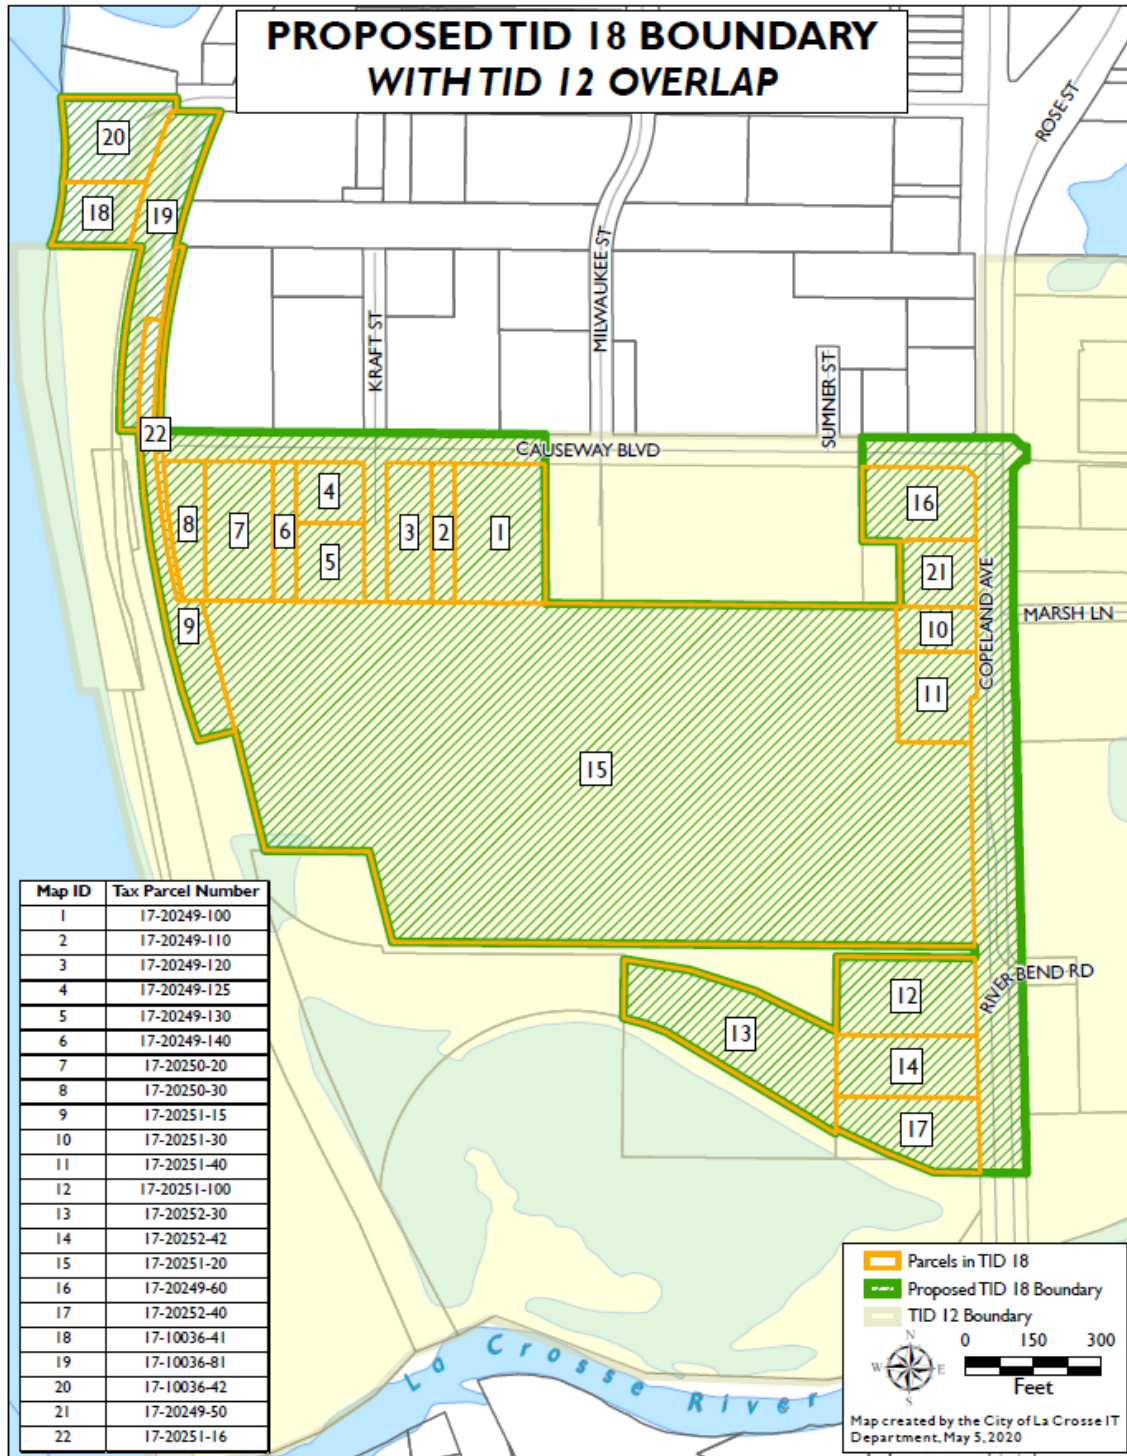 PROPOSED TID 18 BOUNDARY
WITH TID 12 OVERLAP
ROSE ST
20
18
19
MILWAUKEE ST
KRAFT ST
SUMNER ST
22
CAUSEWAY BLVD
4
16
8
7
6
3
2
1
5
21
COPELAND AVE
MARSH LN
9
10
11
15
RIVER BEND RD
12
13
14
17
Map ID Tax Parcel Number
1 17-20249-100
2 17-20249-110
3 17-20249-120
4 17-20249-125
5 17-20249-130
6 17-20249-140
7 17-20250-20
8 17-20250-30
9 17-20251-15
10 17-20251-30
11 17-20251-40
12 17-20251-100
13 17-20252-30
14 17-20252-42
15 17-20251-20
16 17-20249-60
17 17-20252-40
18 17-10036-41
19 17-10036-81
20 17-10036-42
21 17-20249-50
22 17-20251-16
La Crosse River
Parcels in TID 18
Proposed TID 18 Boundary
TID 12 Boundary
N
W E
S
0 150 300
Feet
Map created by the City of La Crosse IT
Department, May 5, 2020